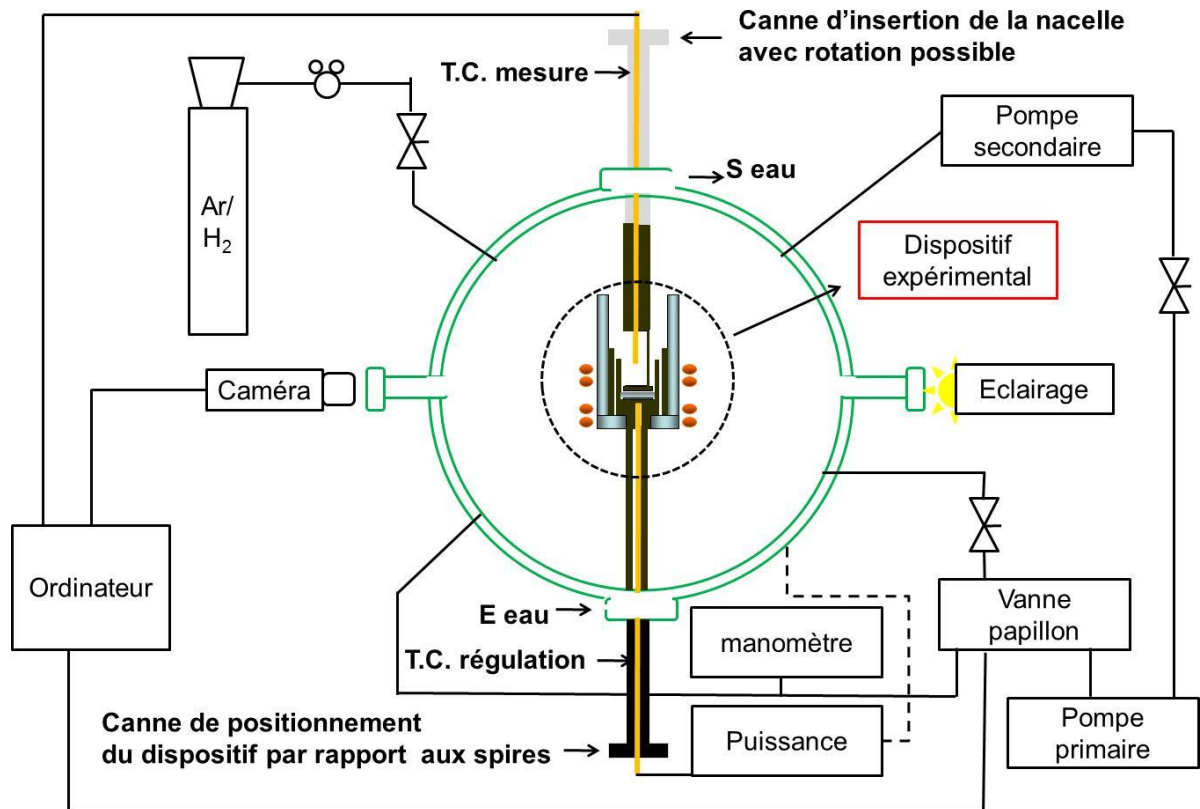 Canne d'insertion de la nacelle
avec rotation possible
T.C. mesure
Pompe
secondaire
S eau
Ar/
H₂
Dispositif
expérimental
Caméra
Eclairage
Ordinateur
E eau
Vanne
papillon
manomètre
T.C. régulation
Canne de positionnement
du dispositif par rapport aux spires
Puissance
Pompe
primaire